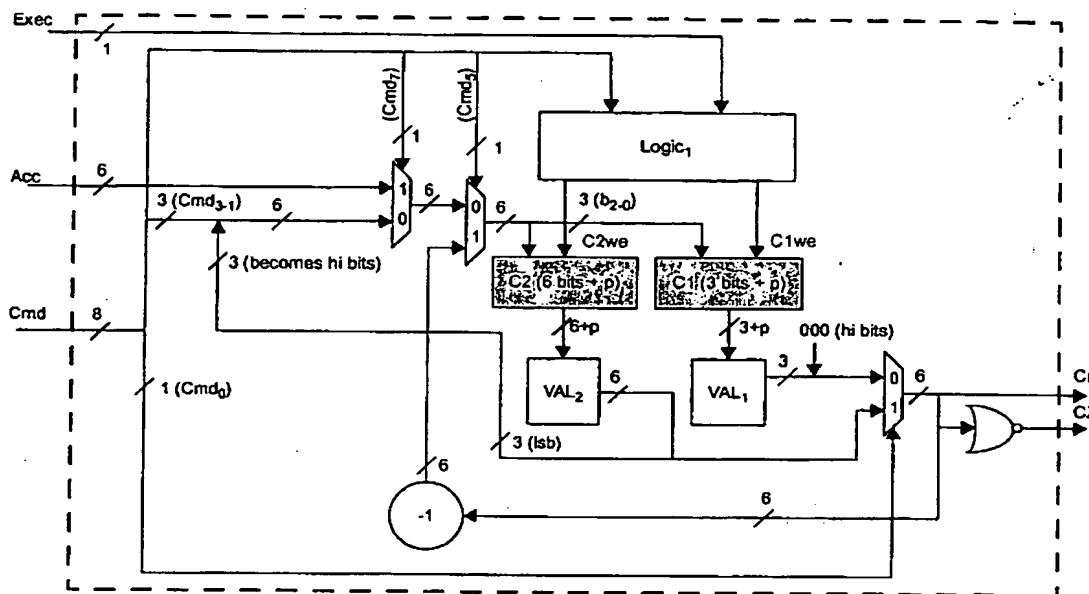 Exec
1
(Cmd7)
1
(Cmd5)
1
Logic1
Acc
6
1
0
6
0
1
6
3 (b2-0)
3 (Cmd3-1)
6
C2we
C1we
3 (becomes hi bits)
C2 (6 bits + p)
C1 (3 bits + p)
Cmd
8
6+p
3+p
000 (hi bits)
1 (Cmd0)
VAL2
6
VAL1
3
0
1
6
3 (lsb)
6
-1
6